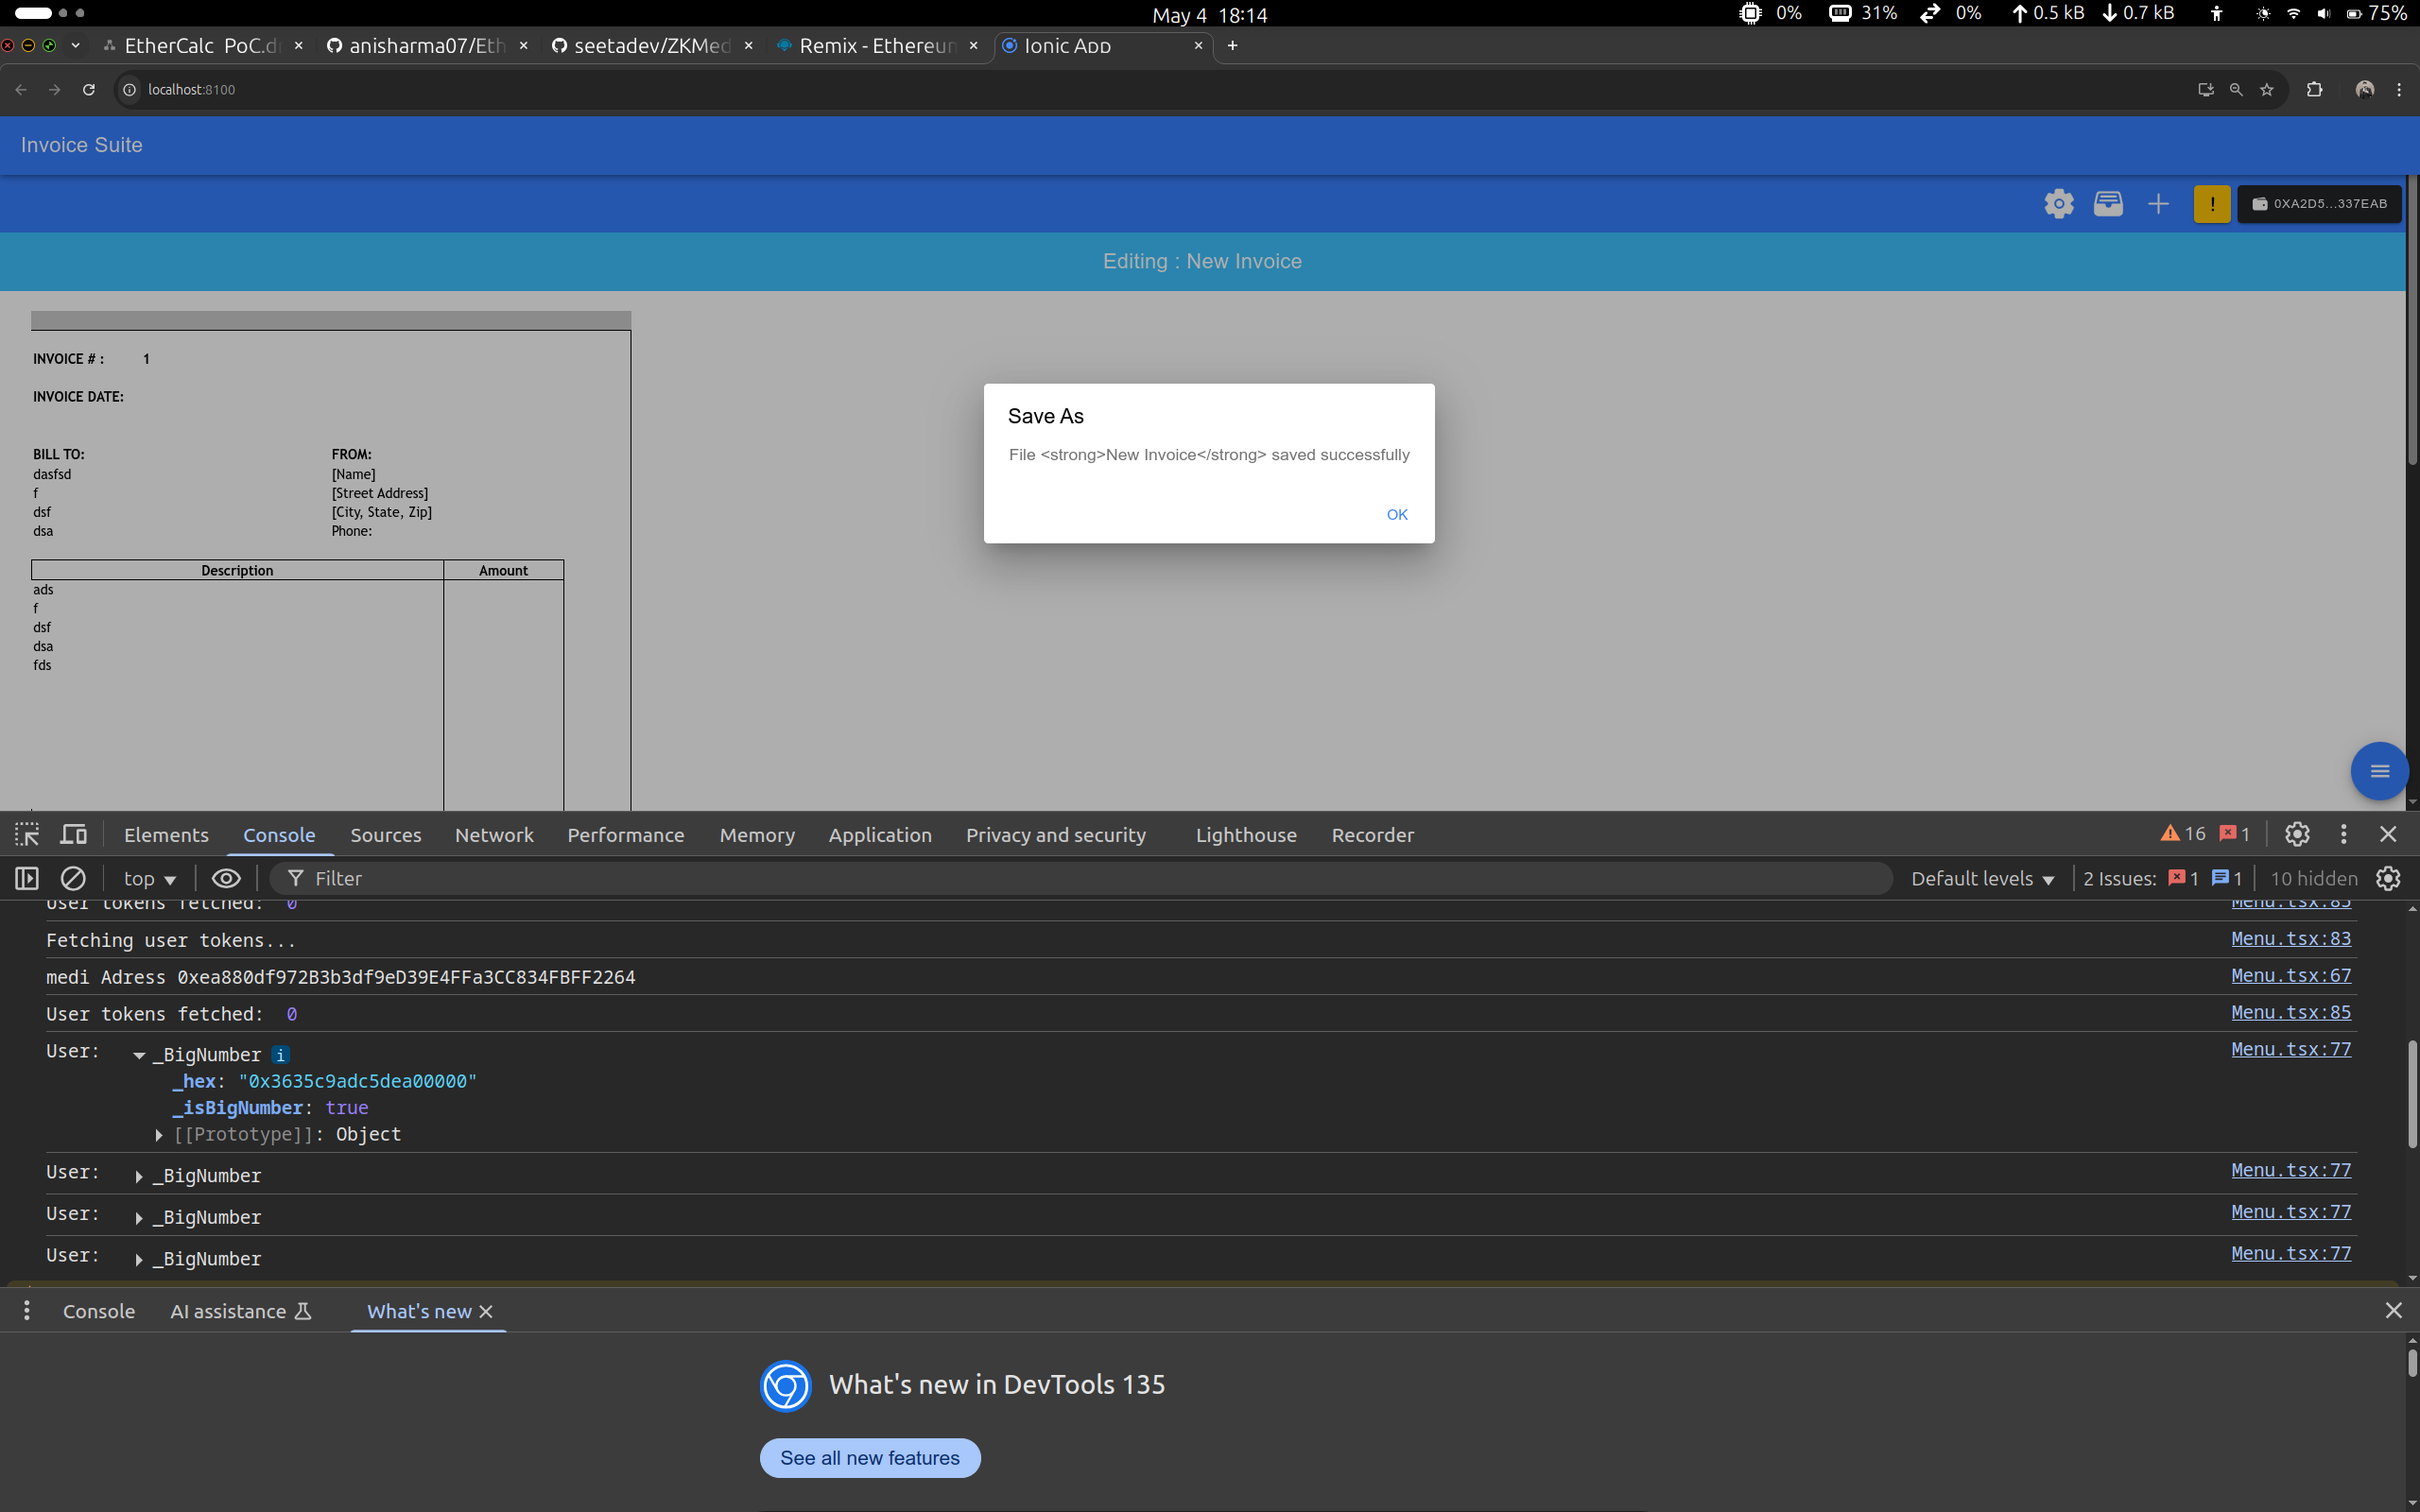 May 4 18:14
0% 31% 0% 0.5 kB 0.7 kB 75%
EtherCalc PoC.d
anisharma07/Eth
seetadev/ZKMed
Remix - Ethereum
Ionic App
localhost:8100
Invoice Suite
! 0XA2D5...337EAB
Editing : New Invoice
INVOICE # : 1
INVOICE DATE:
BILL TO: FROM:
dasfsd [Name]
f [Street Address]
dsf [City, State, Zip]
dsa Phone:
Description Amount
ads
f
dsf
dsa
fds
Save As
File <strong>New Invoice</strong> saved successfully
OK
Elements Console Sources Network Performance Memory Application Privacy and security Lighthouse Recorder 16 1
top Filter Default levels 2 Issues: 1 1 10 hidden
User tokens fetched: 0 Menu.tsx:85
Fetching user tokens... Menu.tsx:83
medi Adress 0xea880df972B3b3df9eD39E4FFa3CC834FBFF2264 Menu.tsx:67
User tokens fetched: 0 Menu.tsx:85
User: _BigNumber i Menu.tsx:77
_hex: "0x3635c9adc5dea00000"
_isBigNumber: true
[[Prototype]]: Object
User: _BigNumber Menu.tsx:77
User: _BigNumber Menu.tsx:77
User: _BigNumber Menu.tsx:77
Console AI assistance What's new
What's new in DevTools 135
See all new features